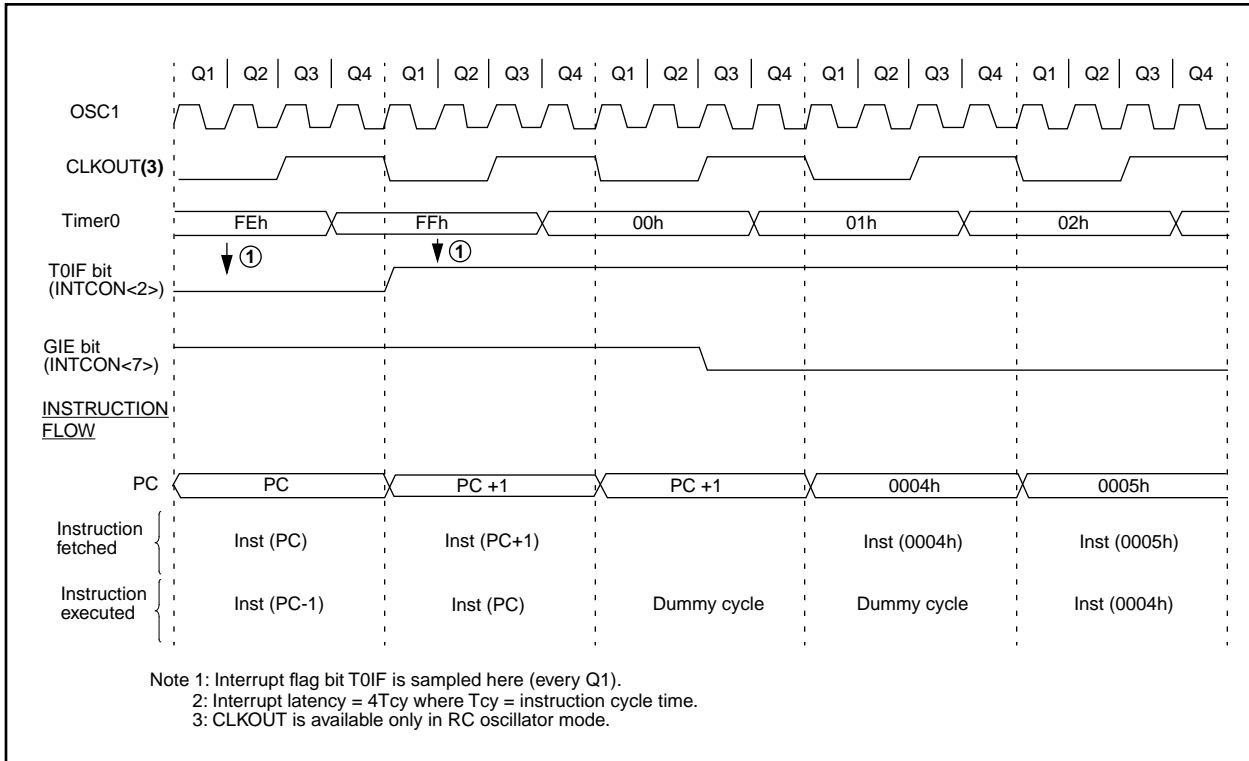 Q1 Q2 Q3 Q4 Q1 Q2 Q3 Q4 Q1 Q2 Q3 Q4 Q1 Q2 Q3 Q4 Q1 Q2 Q3 Q4
OSC1
CLKOUT(3)
Timer0 FEh FFh 00h 01h 02h
1 1
T0IF bit
(INTCON<2>)
GIE bit
(INTCON<7>)
INSTRUCTION
FLOW
PC PC PC +1 PC +1 0004h 0005h
Instruction
fetched
Inst (PC) Inst (PC+1) Inst (0004h) Inst (0005h)
Instruction
executed
Inst (PC-1) Inst (PC) Dummy cycle Dummy cycle Inst (0004h)
Note 1: Interrupt flag bit T0IF is sampled here (every Q1).
2: Interrupt latency = 4Tcy where Tcy = instruction cycle time.
3: CLKOUT is available only in RC oscillator mode.